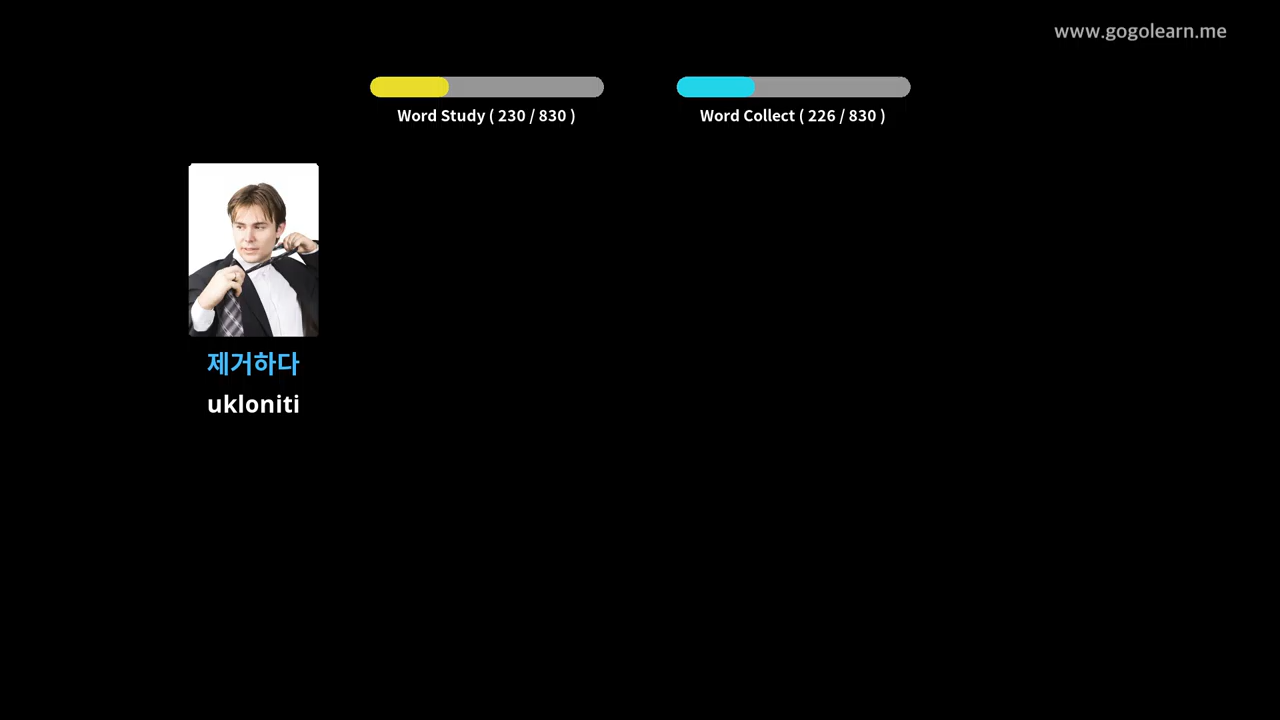 www.gogolearn.me
Word Study ( 230 / 830 )
Word Collect ( 226 / 830 )
제거하다
ukloniti